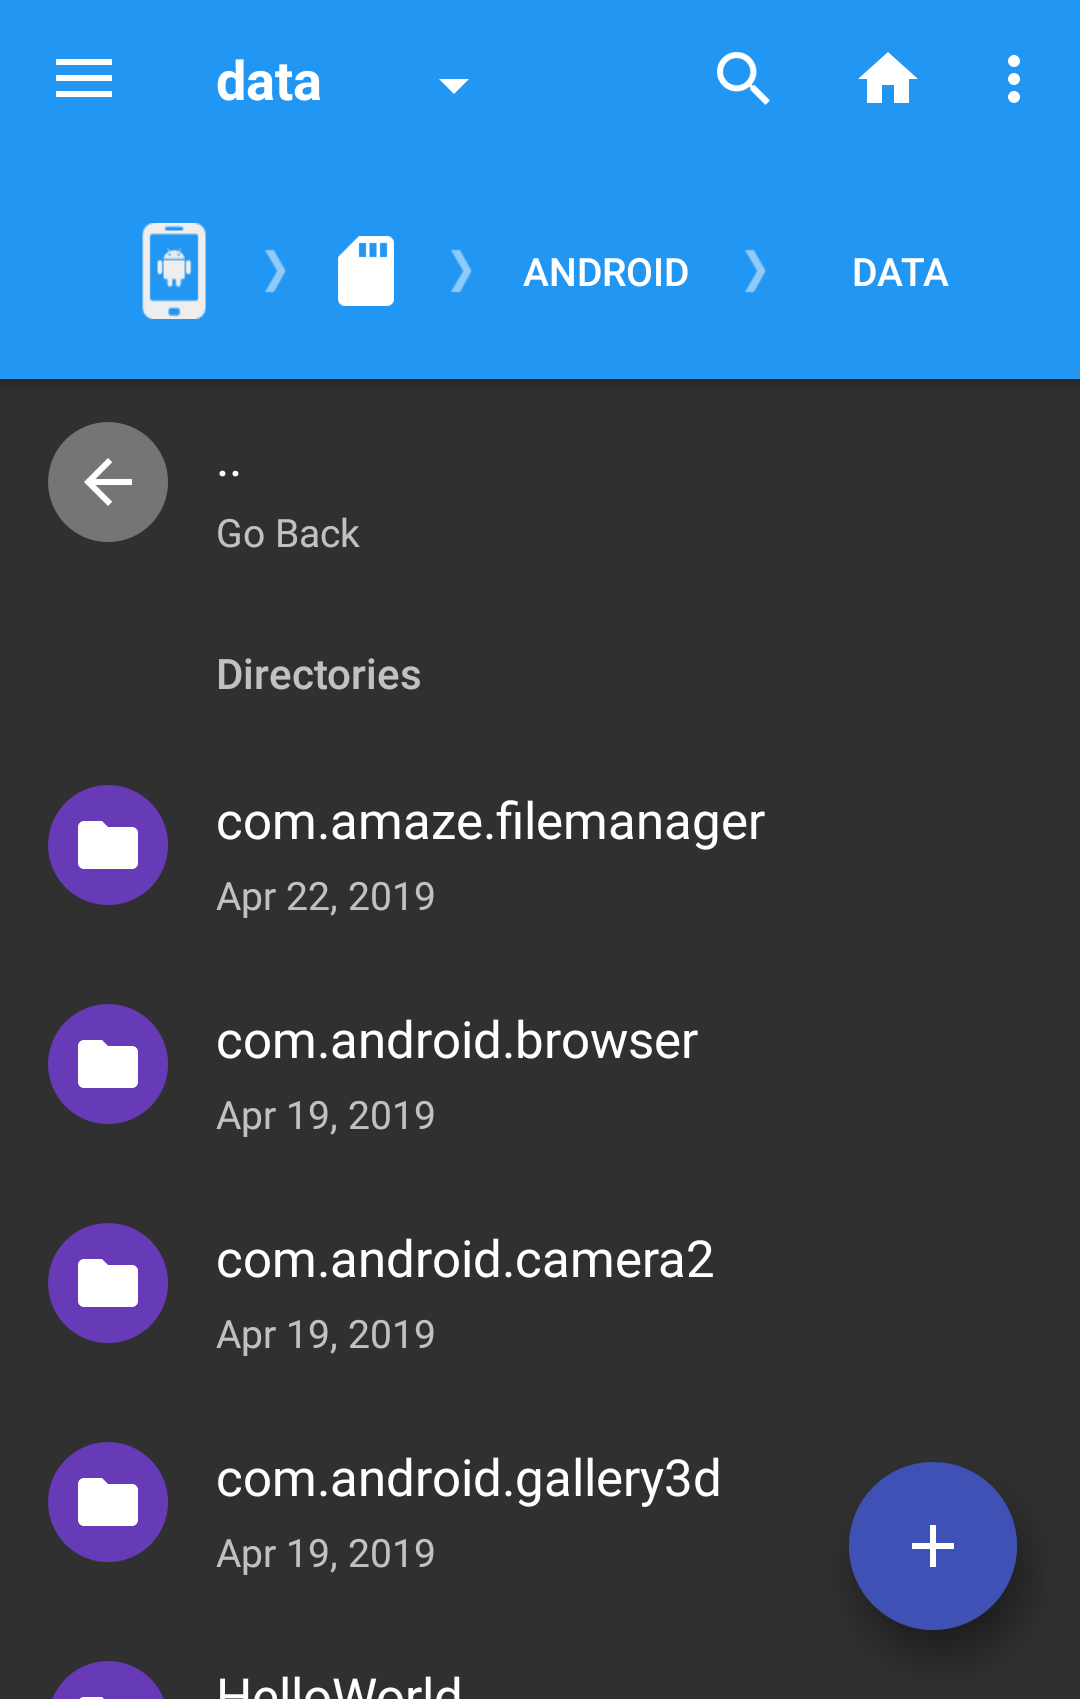 data
ANDROID
DATA
..
Go Back
Directories
com.amaze.filemanager
Apr 22, 2019
com.android.browser
Apr 19, 2019
com.android.camera2
Apr 19, 2019
com.android.gallery3d
Apr 19, 2019
HelloWorld